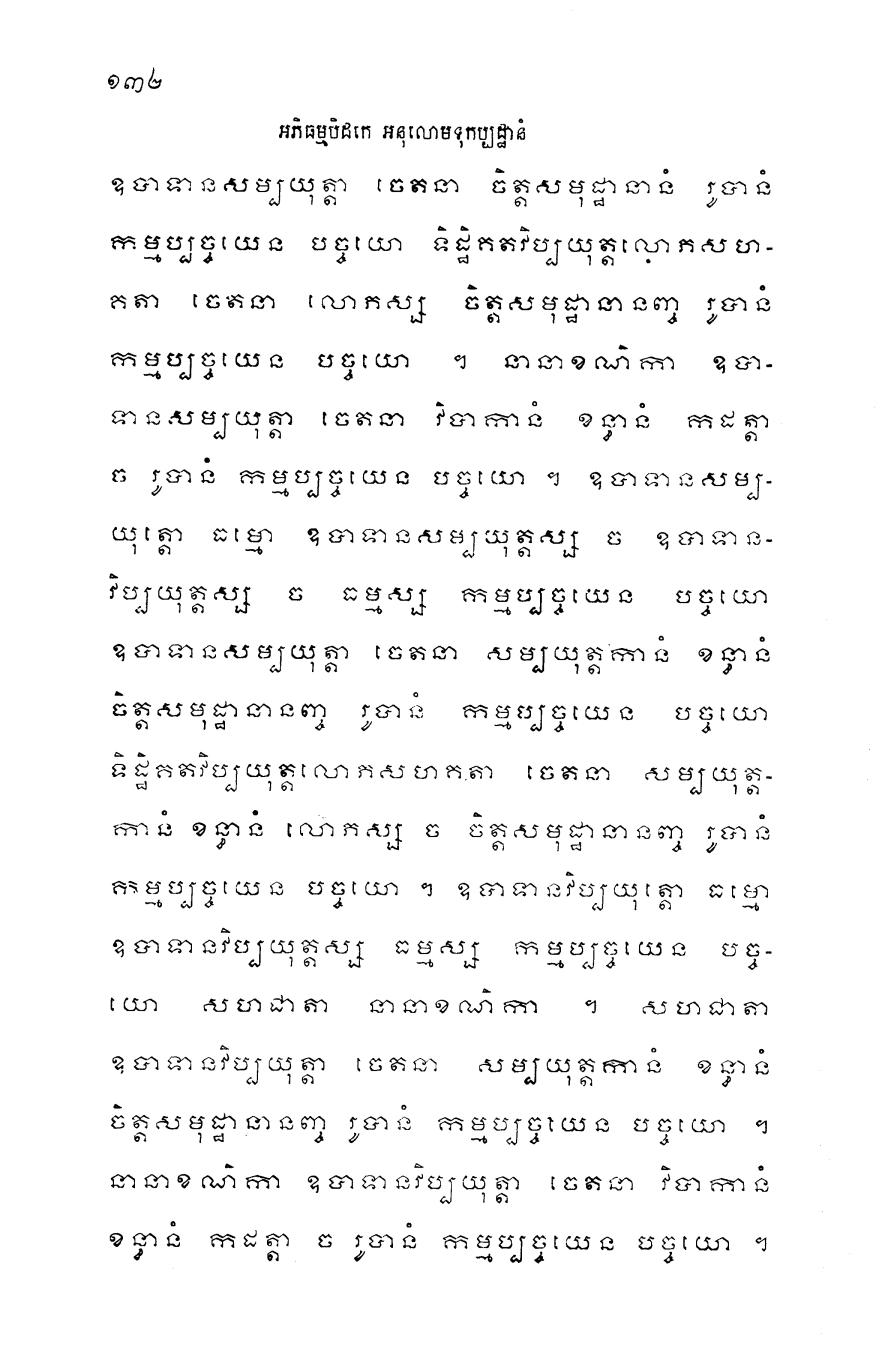 ១៣២
អភិធម្មបិដកេ អនុលោមទុកប្បដ្ឋានំ
ឧបាទានសម្បយុត្តា ចេតនា ចិត្តសមុដ្ឋានានំ រូបានំ
កម្មប្បច្ចយេន បច្ចយោ ទិដ្ឋិគតវិប្បយុត្តលោភសហ-
គតា ចេតនា លោភស្ស ចិត្តសមុដ្ឋានានញ្ច រូបានំ
កម្មប្បច្ចយេន បច្ចយោ ។ នានាខណិកា ឧបា-
ទានសម្បយុត្តា ចេតនា វិបាកានំ ខន្ធានំ កដត្តា
ច រូបានំ កម្មប្បច្ចយេន បច្ចយោ ។ ឧបាទានសម្ប-
យុត្តោ ធម្មោ ឧបាទានសម្បយុត្តស្ស ច ឧបាទាន-
វិប្បយុត្តស្ស ច ធម្មស្ស កម្មប្បច្ចយេន បច្ចយោ
ឧបាទានសម្បយុត្តា ចេតនា សម្បយុត្តកានំ ខន្ធានំ
ចិត្តសមុដ្ឋានានញ្ច រូបានំ កម្មប្បច្ចយេន បច្ចយោ
ទិដ្ឋិគតវិប្បយុត្តលោភសហគតា ចេតនា សម្បយុត្ត-
កានំ ខន្ធានំ លោភស្ស ច ចិត្តសមុដ្ឋានានញ្ច រូបានំ
កម្មប្បច្ចយេន បច្ចយោ ។ ឧបាទានវិប្បយុត្តោ ធម្មោ
ឧបាទានវិប្បយុត្តស្ស ធម្មស្ស កម្មប្បច្ចយេន បច្ច-
យោ សហជាតា នានាខណិកា ។ សហជាតា
ឧបាទានវិប្បយុត្តា ចេតនា សម្បយុត្តកានំ ខន្ធានំ
ចិត្តសមុដ្ឋានានញ្ច រូបានំ កម្មប្បច្ចយេន បច្ចយោ ។
នានាខណិកា ឧបាទានវិប្បយុត្តា ចេតនា វិបាកានំ
ខន្ធានំ កដត្តា ច រូបានំ កម្មប្បច្ចយេន បច្ចយោ ។